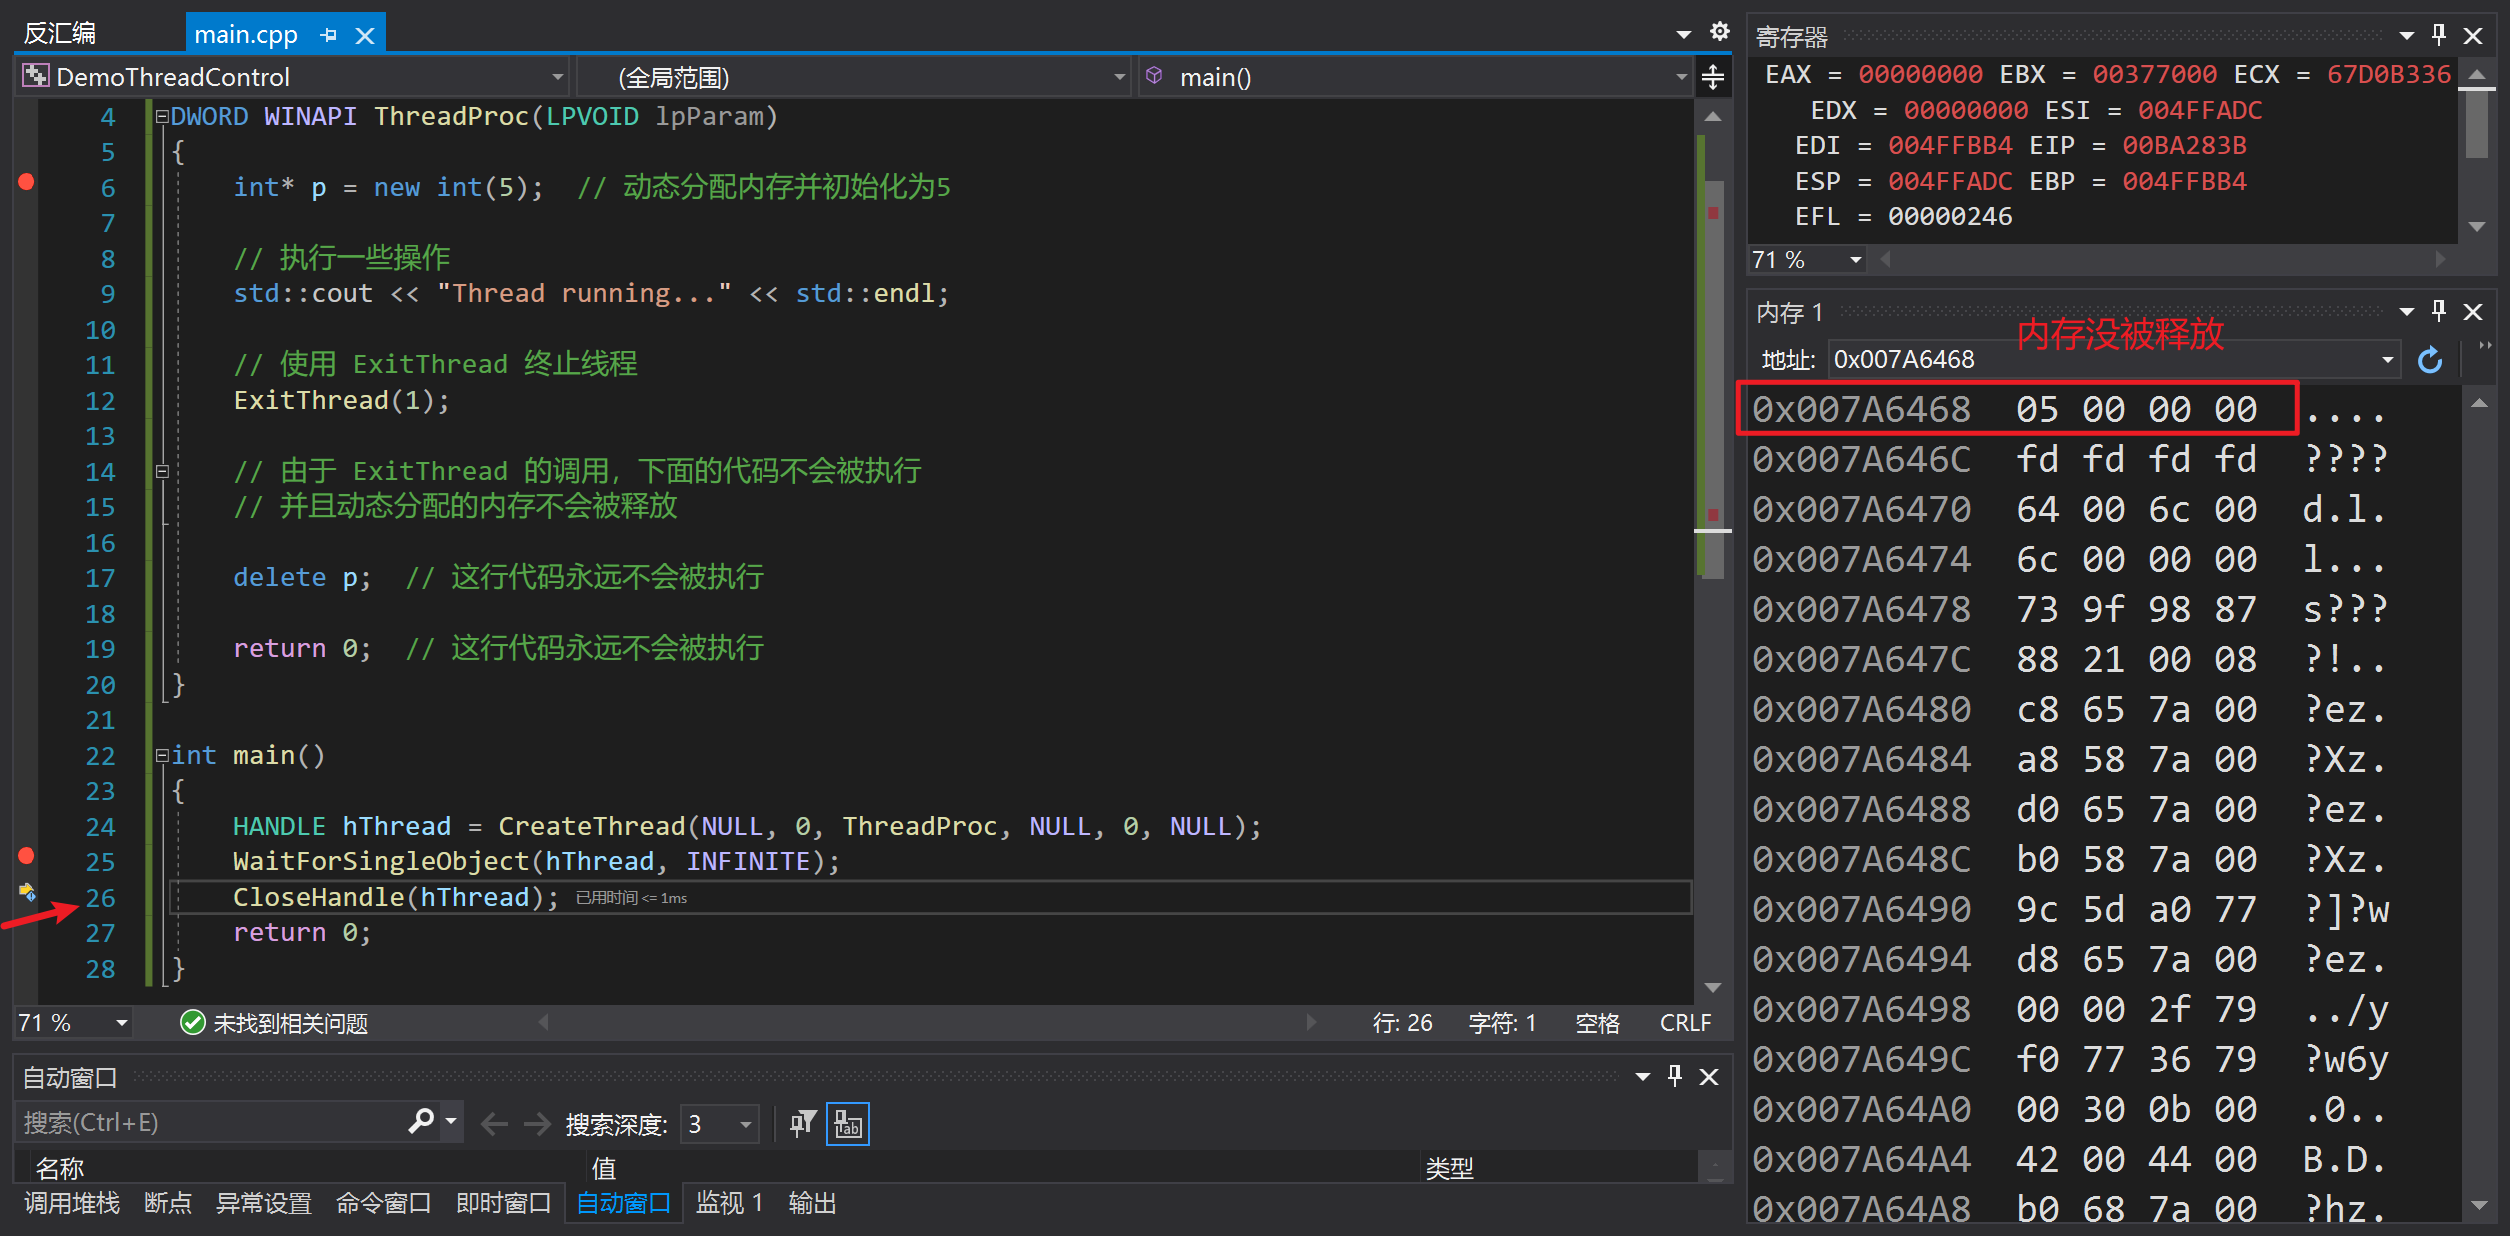 反汇编
main.cpp
DemoThreadControl
(全局范围)
main()
4 DWORD WINAPI ThreadProc(LPVOID lpParam)
5 {
6 int* p = new int(5); // 动态分配内存并初始化为5
7
8 // 执行一些操作
9 std::cout << "Thread running..." << std::endl;
10
11 // 使用 ExitThread 终止线程
12 ExitThread(1);
13
14 // 由于 ExitThread 的调用，下面的代码不会被执行
15 // 并且动态分配的内存不会被释放
16
17 delete p; // 这行代码永远不会被执行
18
19 return 0; // 这行代码永远不会被执行
20 }
21
22 int main()
23 {
24 HANDLE hThread = CreateThread(NULL, 0, ThreadProc, NULL, 0, NULL);
25 WaitForSingleObject(hThread, INFINITE);
26 CloseHandle(hThread); 已用时间 <= 1ms
27 return 0;
28 }
71 %
未找到相关问题
行: 26
字符: 1
空格
CRLF
自动窗口
搜索(Ctrl+E)
搜索深度: 3
名称
值
类型
调用堆栈
断点
异常设置
命令窗口
即时窗口
自动窗口
监视 1
输出
寄存器
EAX = 00000000 EBX = 00377000 ECX = 67D0B336
EDX = 00000000 ESI = 004FFADC
EDI = 004FFBB4 EIP = 00BA283B
ESP = 004FFADC EBP = 004FFBB4
EFL = 00000246
71 %
内存 1
内存没被释放
地址: 0x007A6468
0x007A6468 05 00 00 00 ....
0x007A646C fd fd fd fd ????
0x007A6470 64 00 6c 00 d.l.
0x007A6474 6c 00 00 00 l...
0x007A6478 73 9f 98 87 s???
0x007A647C 88 21 00 08 ?!..
0x007A6480 c8 65 7a 00 ?ez.
0x007A6484 a8 58 7a 00 ?Xz.
0x007A6488 d0 65 7a 00 ?ez.
0x007A648C b0 58 7a 00 ?Xz.
0x007A6490 9c 5d a0 77 ?]?w
0x007A6494 d8 65 7a 00 ?ez.
0x007A6498 00 00 2f 79 ../y
0x007A649C f0 77 36 79 ?w6y
0x007A64A0 00 30 0b 00 .0..
0x007A64A4 42 00 44 00 B.D.
0x007A64A8 b0 68 7a 00 ?hz.